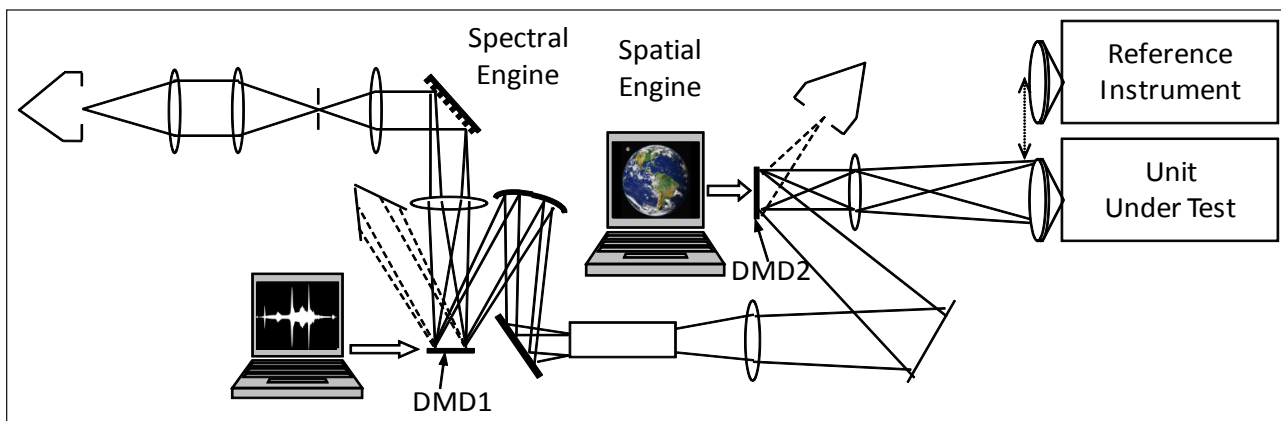 Spectral
Engine
Spatial
Engine
Reference
Instrument
Unit
Under Test
DMD2
DMD1